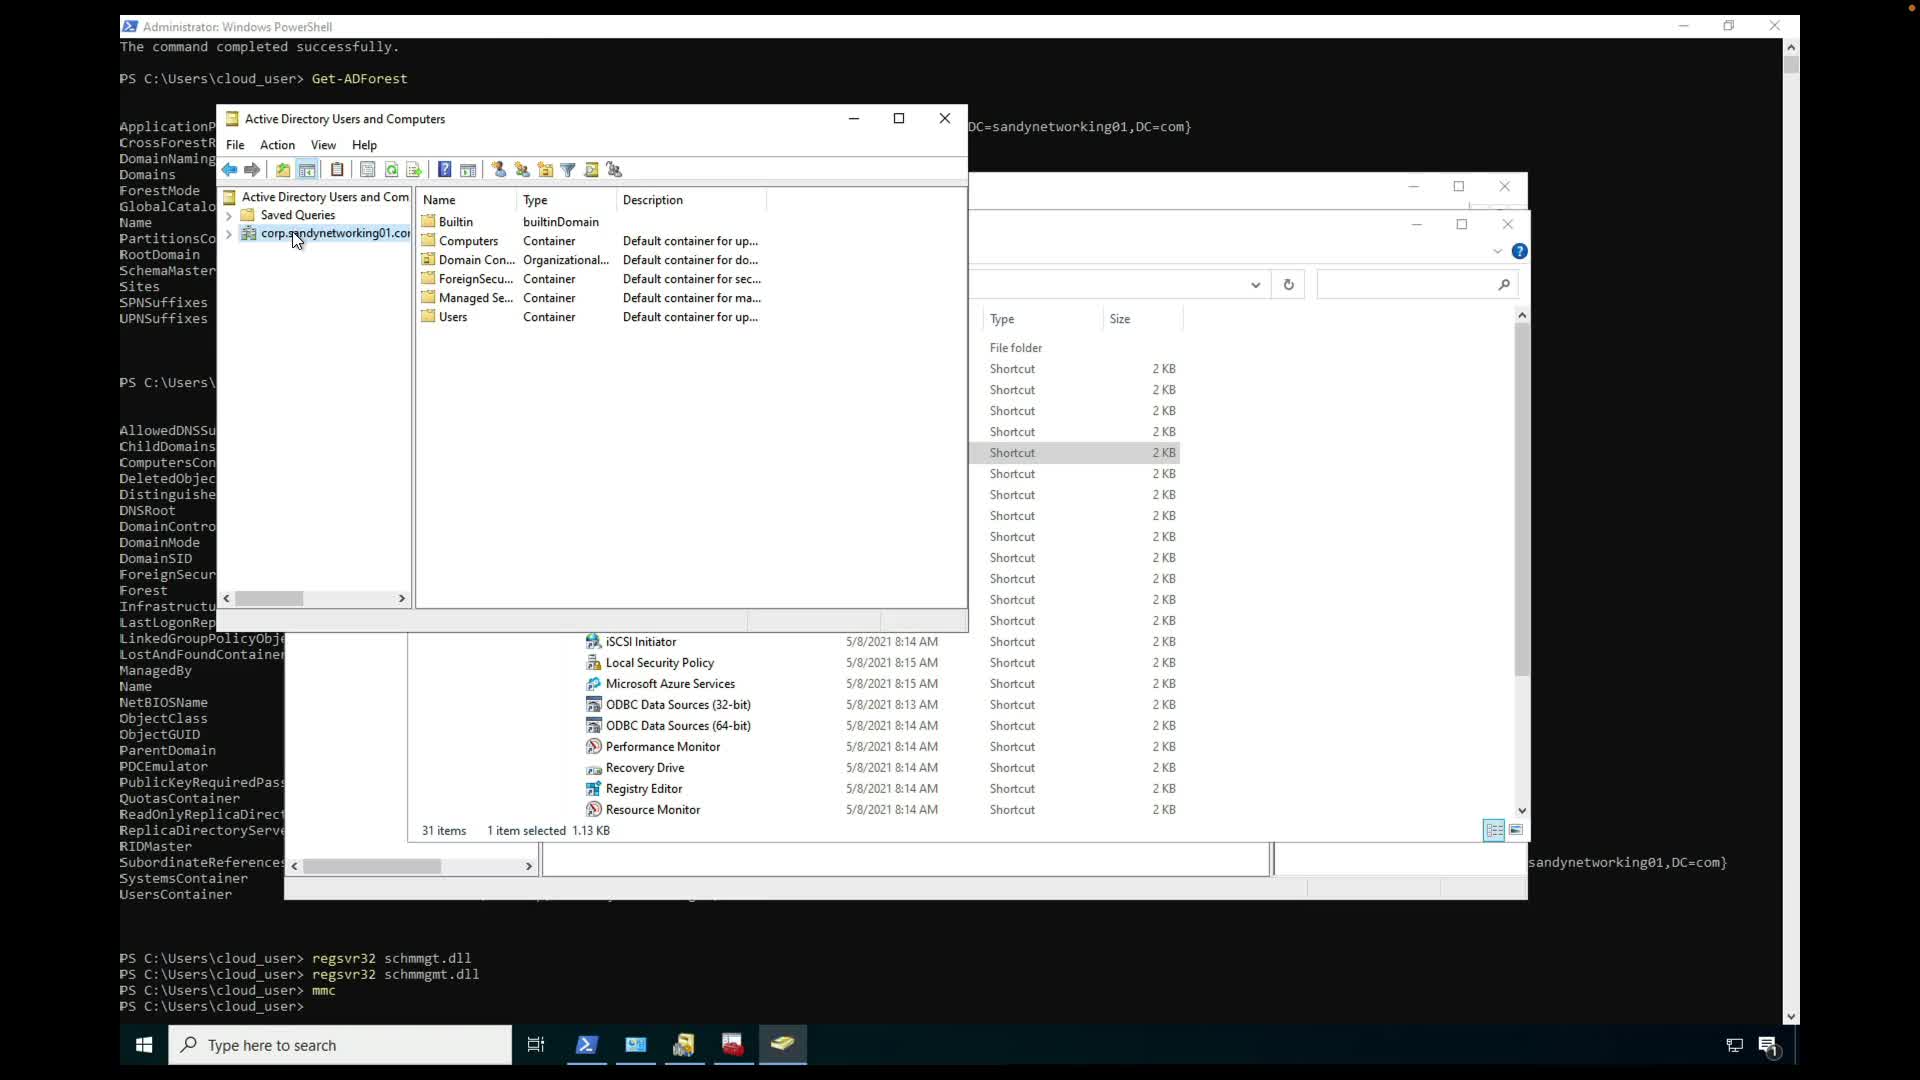 Administrator: Windows PowerShell
The command completed successfully.
PS C:\Users\cloud_user> Get-ADForest
ApplicationP
DC=sandynetworking01,DC=com}
CrossForestR
DomainNaming
Domains
ForestMode
GlobalCatalo
Name
PartitionsCo
RootDomain
SchemaMaster
Sites
SPNSuffixes
UPNSuffixes
PS C:\Users\
AllowedDNSSu
ChildDomains
ComputersCon
DeletedObjec
Distinguishe
DNSRoot
DomainContro
DomainMode
DomainSID
ForeignSecur
Forest
Infrastructu
LastLogonRep
LinkedGroupPolicyObje
LostAndFoundContainer
ManagedBy
Name
NetBIOSName
ObjectClass
ObjectGUID
ParentDomain
PDCEmulator
PublicKeyRequiredPass
QuotasContainer
ReadOnlyReplicaDirect
ReplicaDirectoryServe
RIDMaster
SubordinateReferences
sandynetworking01,DC=com}
SystemsContainer
UsersContainer
PS C:\Users\cloud_user> regsvr32 schmmgt.dll
PS C:\Users\cloud_user> regsvr32 schmmgmt.dll
PS C:\Users\cloud_user> mmc
PS C:\Users\cloud_user>
Active Directory Users and Computers
File Action View Help
Active Directory Users and Com
Saved Queries
corp.sandynetworking01.cor
Name Type Description
Builtin builtinDomain
Computers Container Default container for up...
Domain Con... Organizational... Default container for do...
ForeignSecu... Container Default container for sec...
Managed Se... Container Default container for ma...
Users Container Default container for up...
Type Size
File folder
Shortcut 2 KB
Shortcut 2 KB
Shortcut 2 KB
Shortcut 2 KB
Shortcut 2 KB
Shortcut 2 KB
Shortcut 2 KB
Shortcut 2 KB
Shortcut 2 KB
Shortcut 2 KB
Shortcut 2 KB
Shortcut 2 KB
Shortcut 2 KB
iSCSI Initiator 5/8/2021 8:14 AM Shortcut 2 KB
Local Security Policy 5/8/2021 8:15 AM Shortcut 2 KB
Microsoft Azure Services 5/8/2021 8:15 AM Shortcut 2 KB
ODBC Data Sources (32-bit) 5/8/2021 8:13 AM Shortcut 2 KB
ODBC Data Sources (64-bit) 5/8/2021 8:14 AM Shortcut 2 KB
Performance Monitor 5/8/2021 8:14 AM Shortcut 2 KB
Recovery Drive 5/8/2021 8:14 AM Shortcut 2 KB
Registry Editor 5/8/2021 8:14 AM Shortcut 2 KB
Resource Monitor 5/8/2021 8:14 AM Shortcut 2 KB
31 items 1 item selected 1.13 KB
Type here to search
1